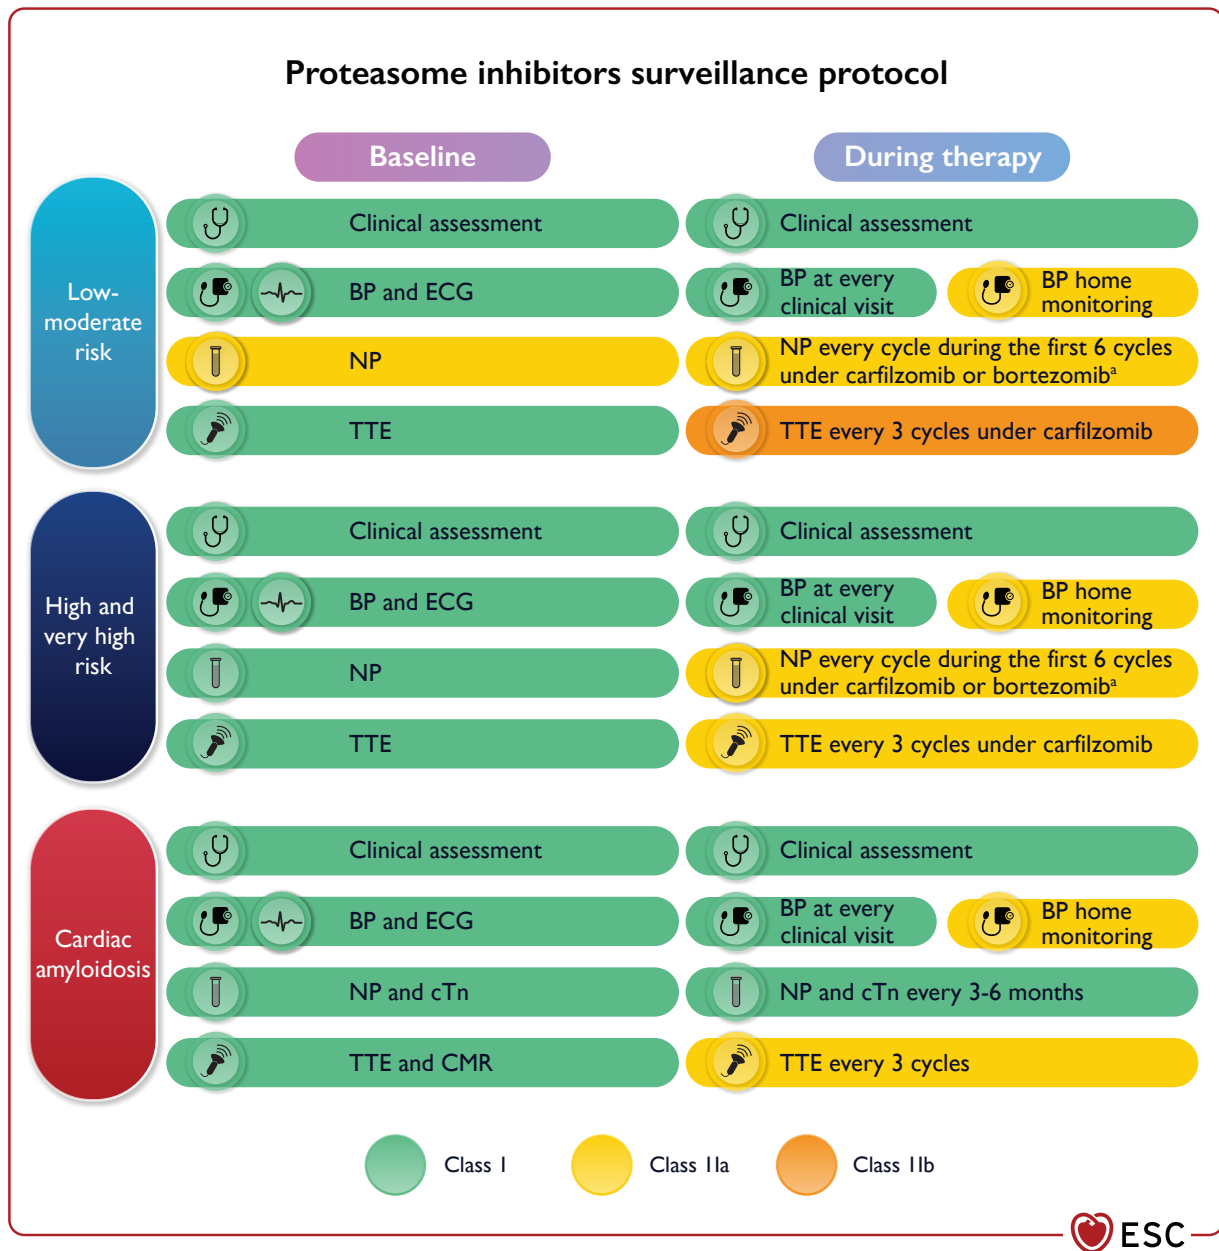 Proteasome inhibitors surveillance protocol
Baseline
During therapy
Low-
moderate
risk
Clinical assessment
Clinical assessment
BP and ECG
BP at every
clinical visit
BP home
monitoring
NP
NP every cycle during the first 6 cycles
under carfilzomib or bortezomibᵃ
TTE
TTE every 3 cycles under carfilzomib
High and
very high
risk
Clinical assessment
Clinical assessment
BP and ECG
BP at every
clinical visit
BP home
monitoring
NP
NP every cycle during the first 6 cycles
under carfilzomib or bortezomibᵃ
TTE
TTE every 3 cycles under carfilzomib
Cardiac
amyloidosis
Clinical assessment
Clinical assessment
BP and ECG
BP at every
clinical visit
BP home
monitoring
NP and cTn
NP and cTn every 3-6 months
TTE and CMR
TTE every 3 cycles
Class 1
Class 11a
Class 11b
ESC